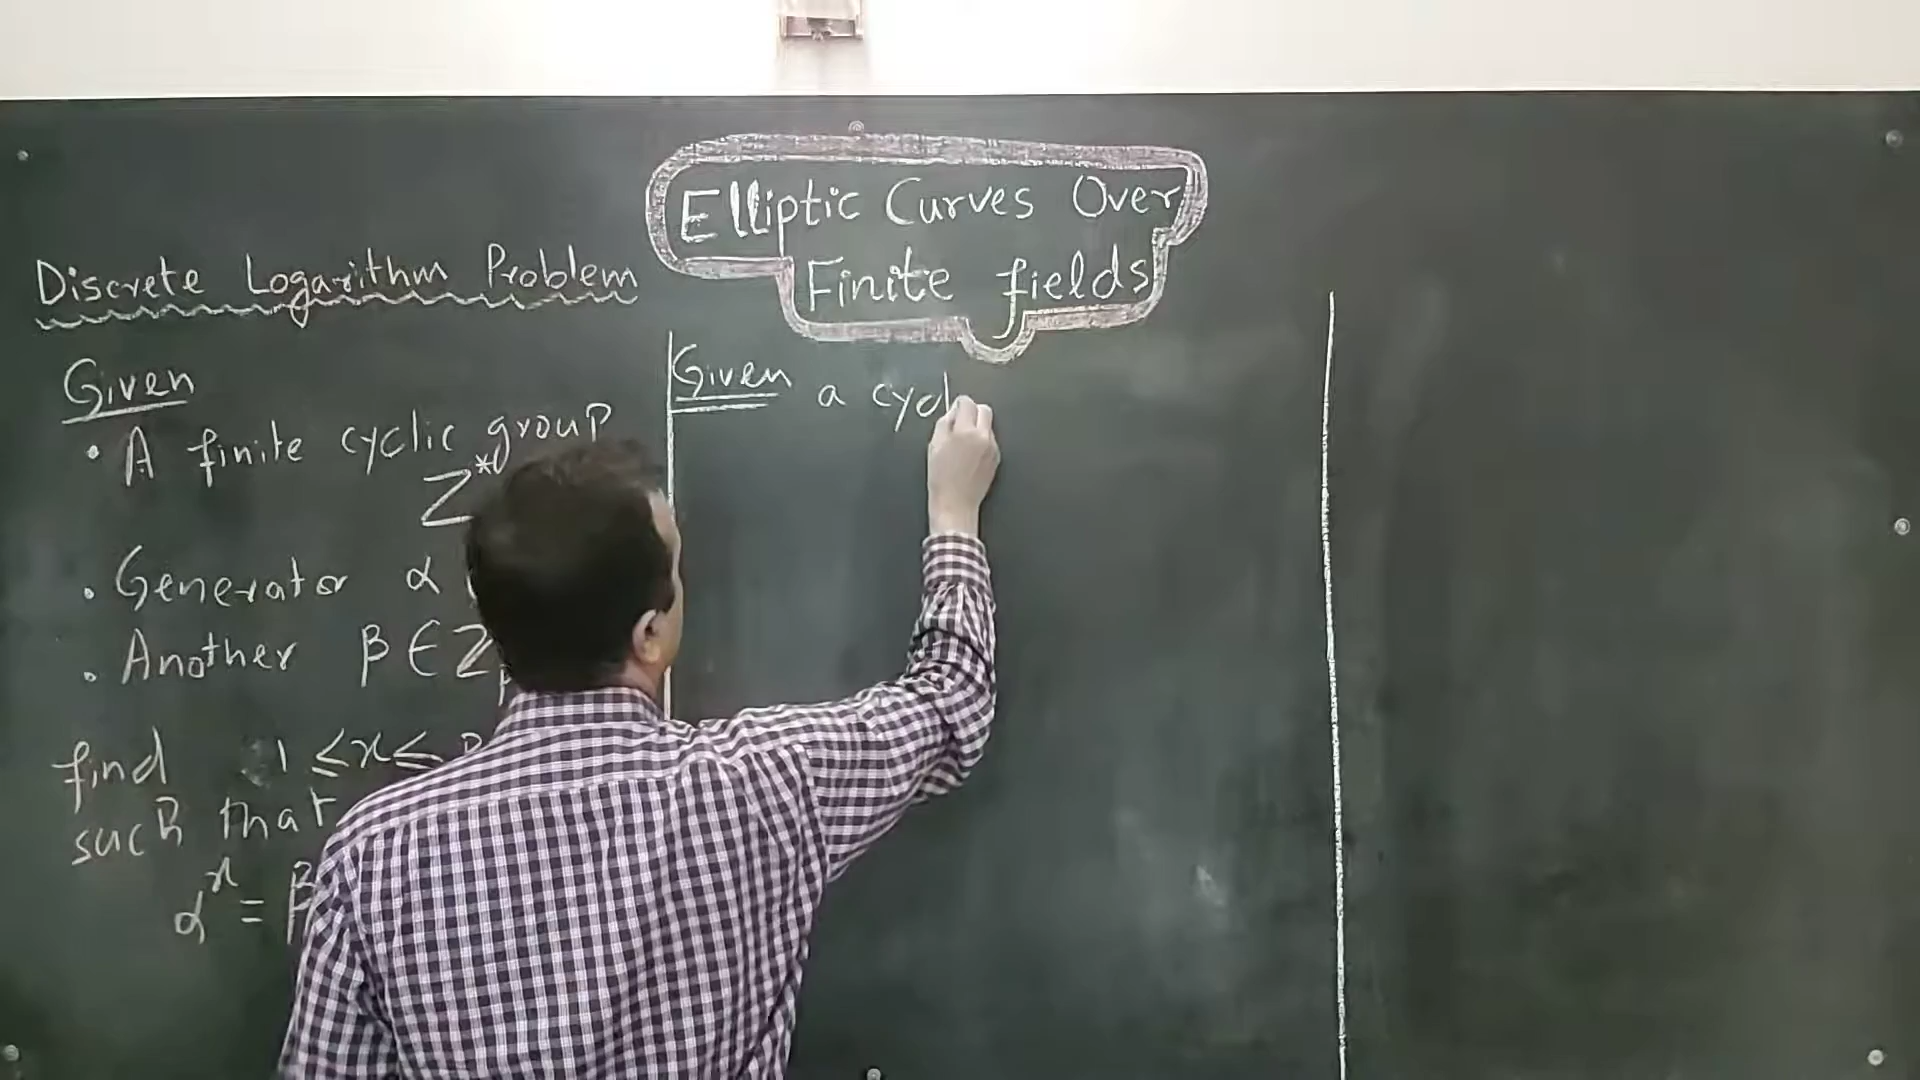 Elliptic Curves Over
Finite fields
Discrete Logarithm Problem
Given
• A finite cyclic group
Z*
• Generator α
• Another β ∈ Z
find 1 ≤ x ≤
such that
α^x = β
Given a cycl